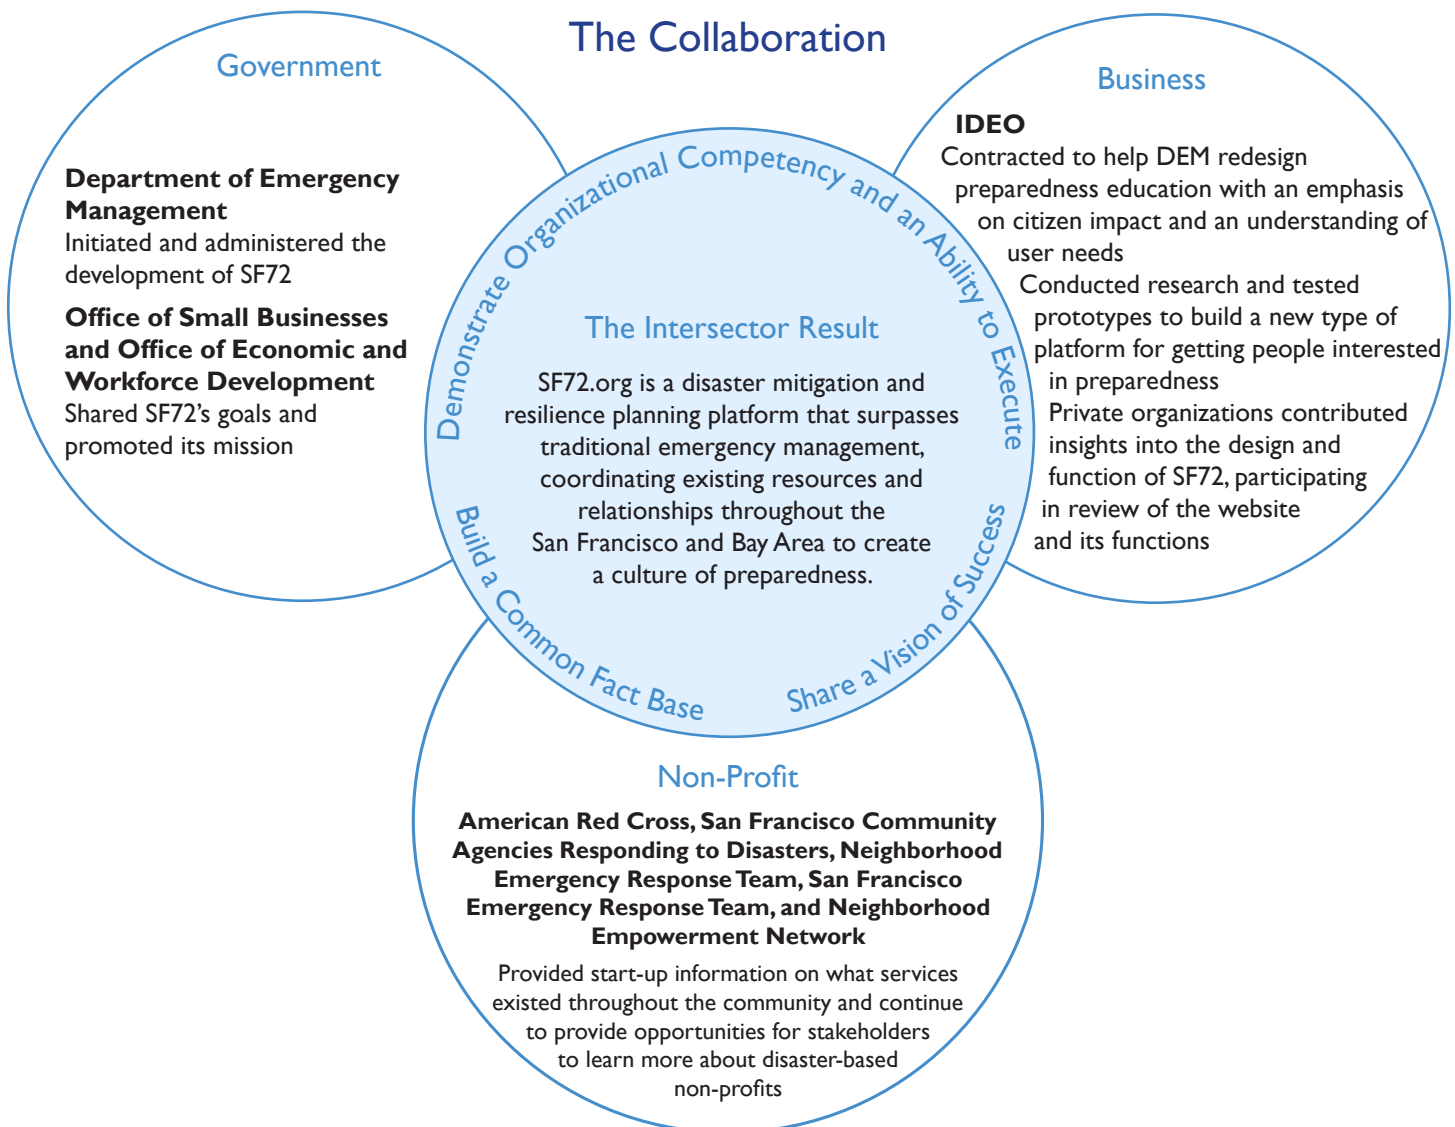 The Collaboration
Government
Department of Emergency
Management
Initiated and administered the
development of SF72
Office of Small Businesses
and Office of Economic and
Workforce Development
Shared SF72's goals and
promoted its mission
Business
IDEO
Contracted to help DEM redesign
preparedness education with an emphasis
on citizen impact and an understanding of
user needs
Conducted research and tested
prototypes to build a new type of
platform for getting people interested
in preparedness
Private organizations contributed
insights into the design and
function of SF72, participating
in review of the website
and its functions
Demonstrate Organizational Competency and an Ability to Execute
The Intersector Result
SF72.org is a disaster mitigation and
resilience planning platform that surpasses
traditional emergency management,
coordinating existing resources and
relationships throughout the
San Francisco and Bay Area to create
a culture of preparedness.
Build a Common Fact Base
Share a Vision of Success
Non-Profit
American Red Cross, San Francisco Community
Agencies Responding to Disasters, Neighborhood
Emergency Response Team, San Francisco
Emergency Response Team, and Neighborhood
Empowerment Network
Provided start-up information on what services
existed throughout the community and continue
to provide opportunities for stakeholders
to learn more about disaster-based
non-profits